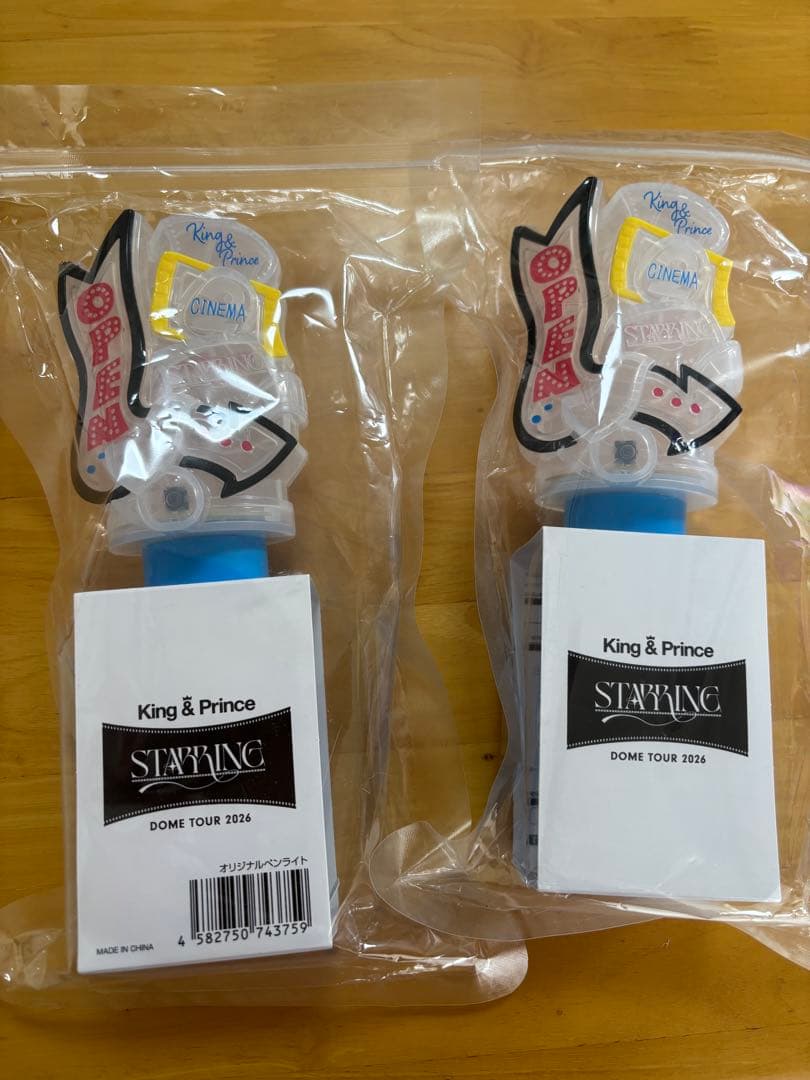 King & Prince
CINEMA
OPEN
STARRING
King & Prince
STARRING
DOME TOUR 2026
オリジナルペンライト
4 582750 743759
MADE IN CHINA
King & Prince
CINEMA
OPEN
STARRING
King & Prince
STARRING
DOME TOUR 2026